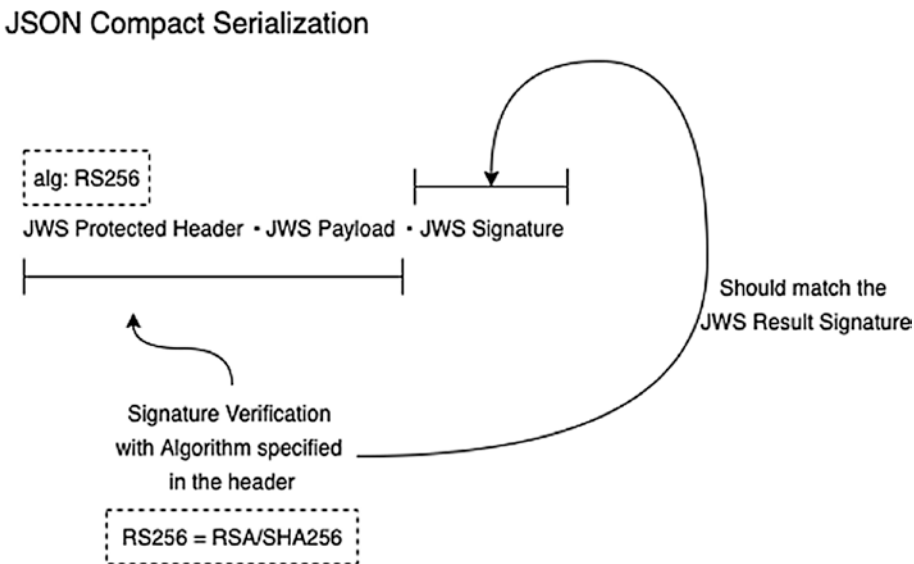 JSON Compact Serialization
alg: RS256
JWS Protected Header · JWS Payload · JWS Signature
Should match the
JWS Result Signature
Signature Verification
with Algorithm specified
in the header
RS256 = RSA/SHA256